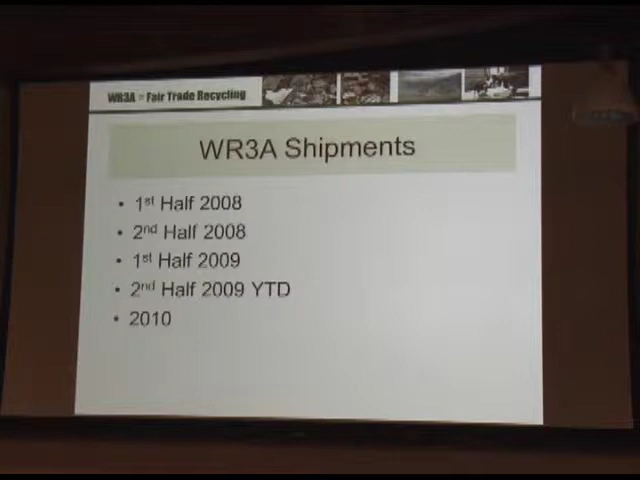 WR3A = Fair Trade Recycling
WR3A Shipments
• 1st Half 2008
• 2nd Half 2008
• 1st Half 2009
• 2nd Half 2009 YTD
• 2010